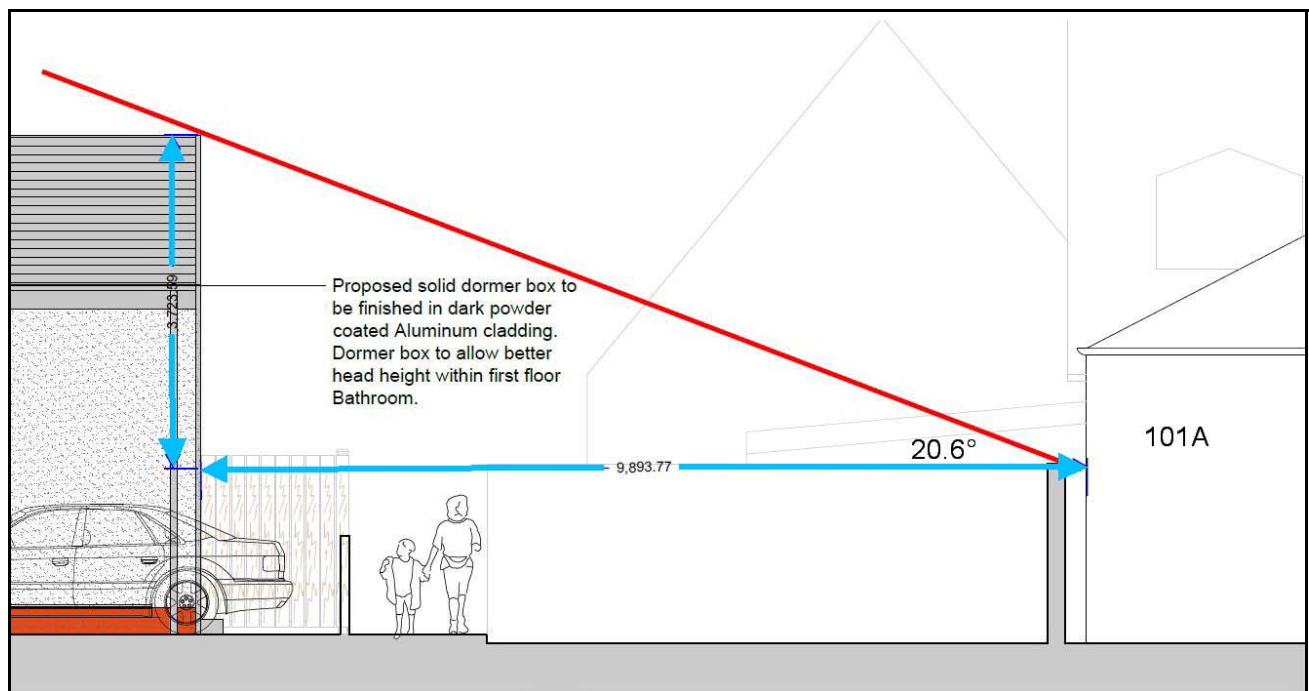 3,723.59
Proposed solid dormer box to
be finished in dark powder
coated Aluminum cladding.
Dormer box to allow better
head height within first floor
Bathroom.
101A
20.6°
9,893.77